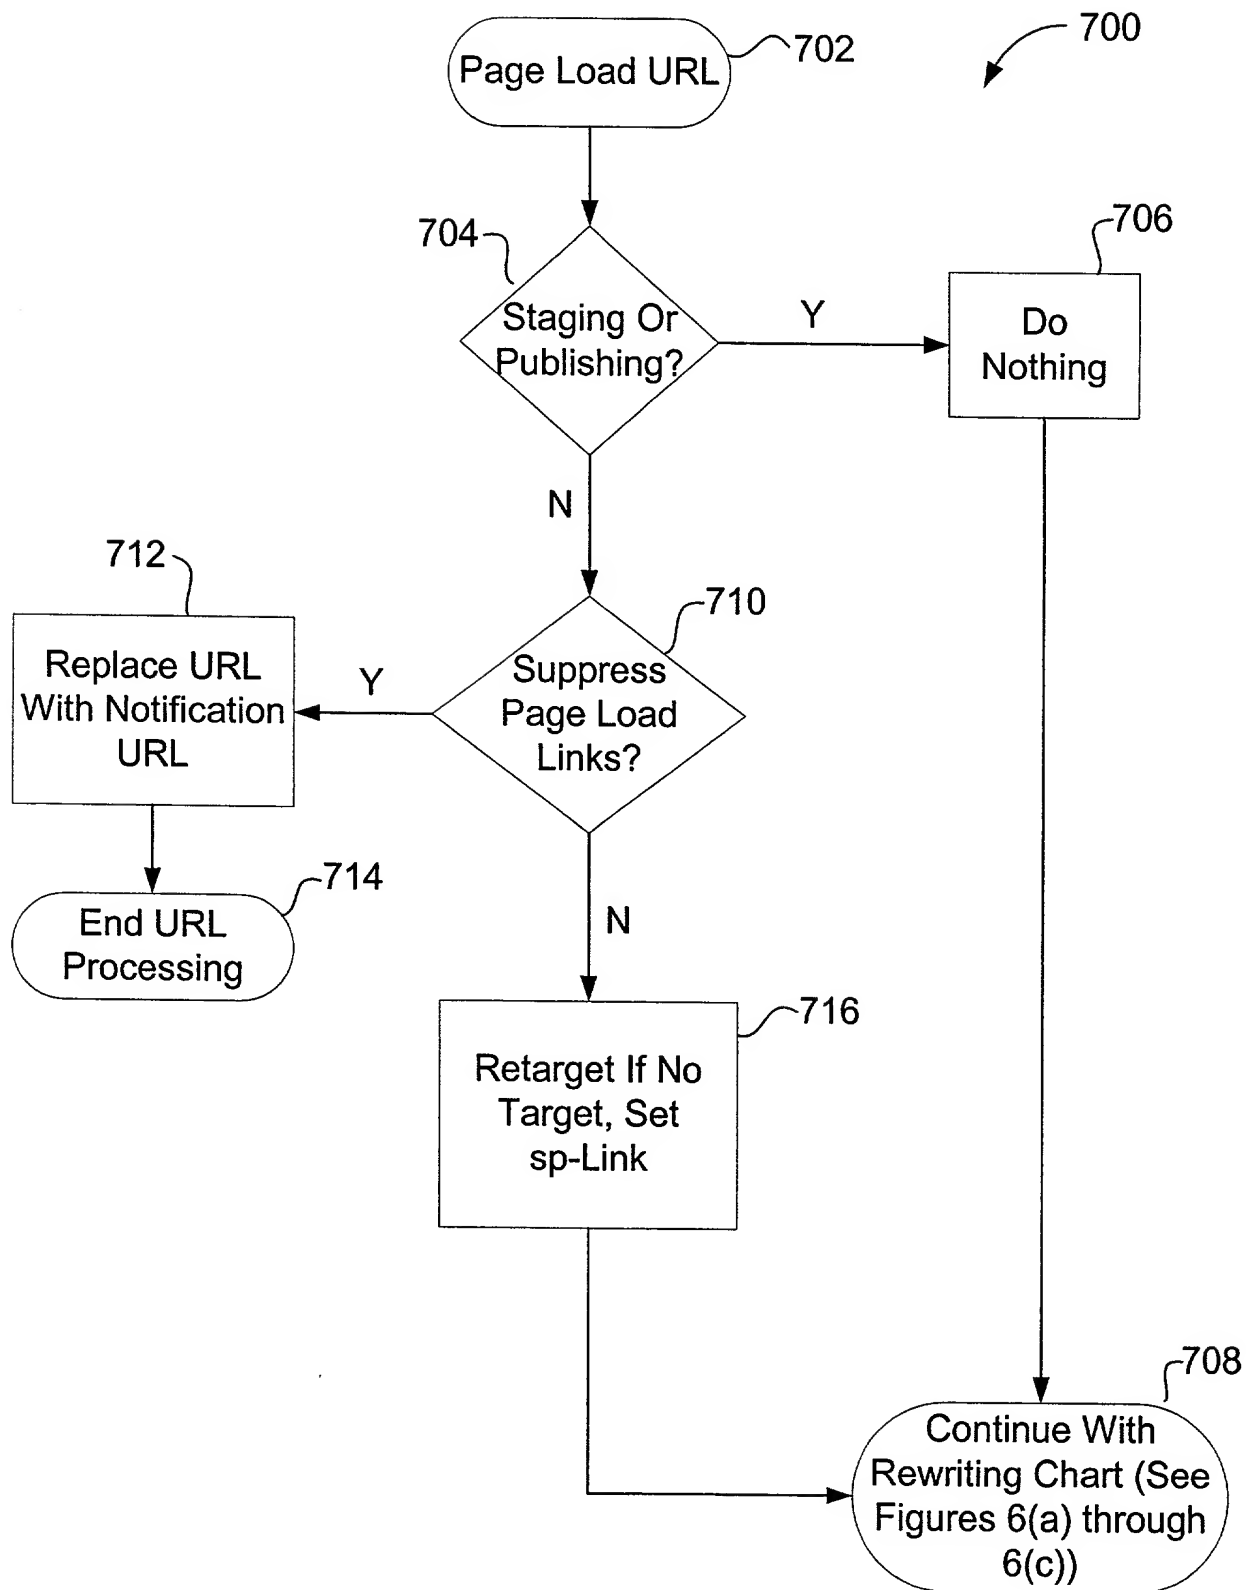 700
702
Page Load URL
704
Staging Or
Publishing?
Y
706
Do
Nothing
N
710
Suppress
Page Load
Links?
Y
712
Replace URL
With Notification
URL
714
End URL
Processing
N
716
Retarget If No
Target, Set
sp-Link
708
Continue With
Rewriting Chart (See
Figures 6(a) through
6(c))